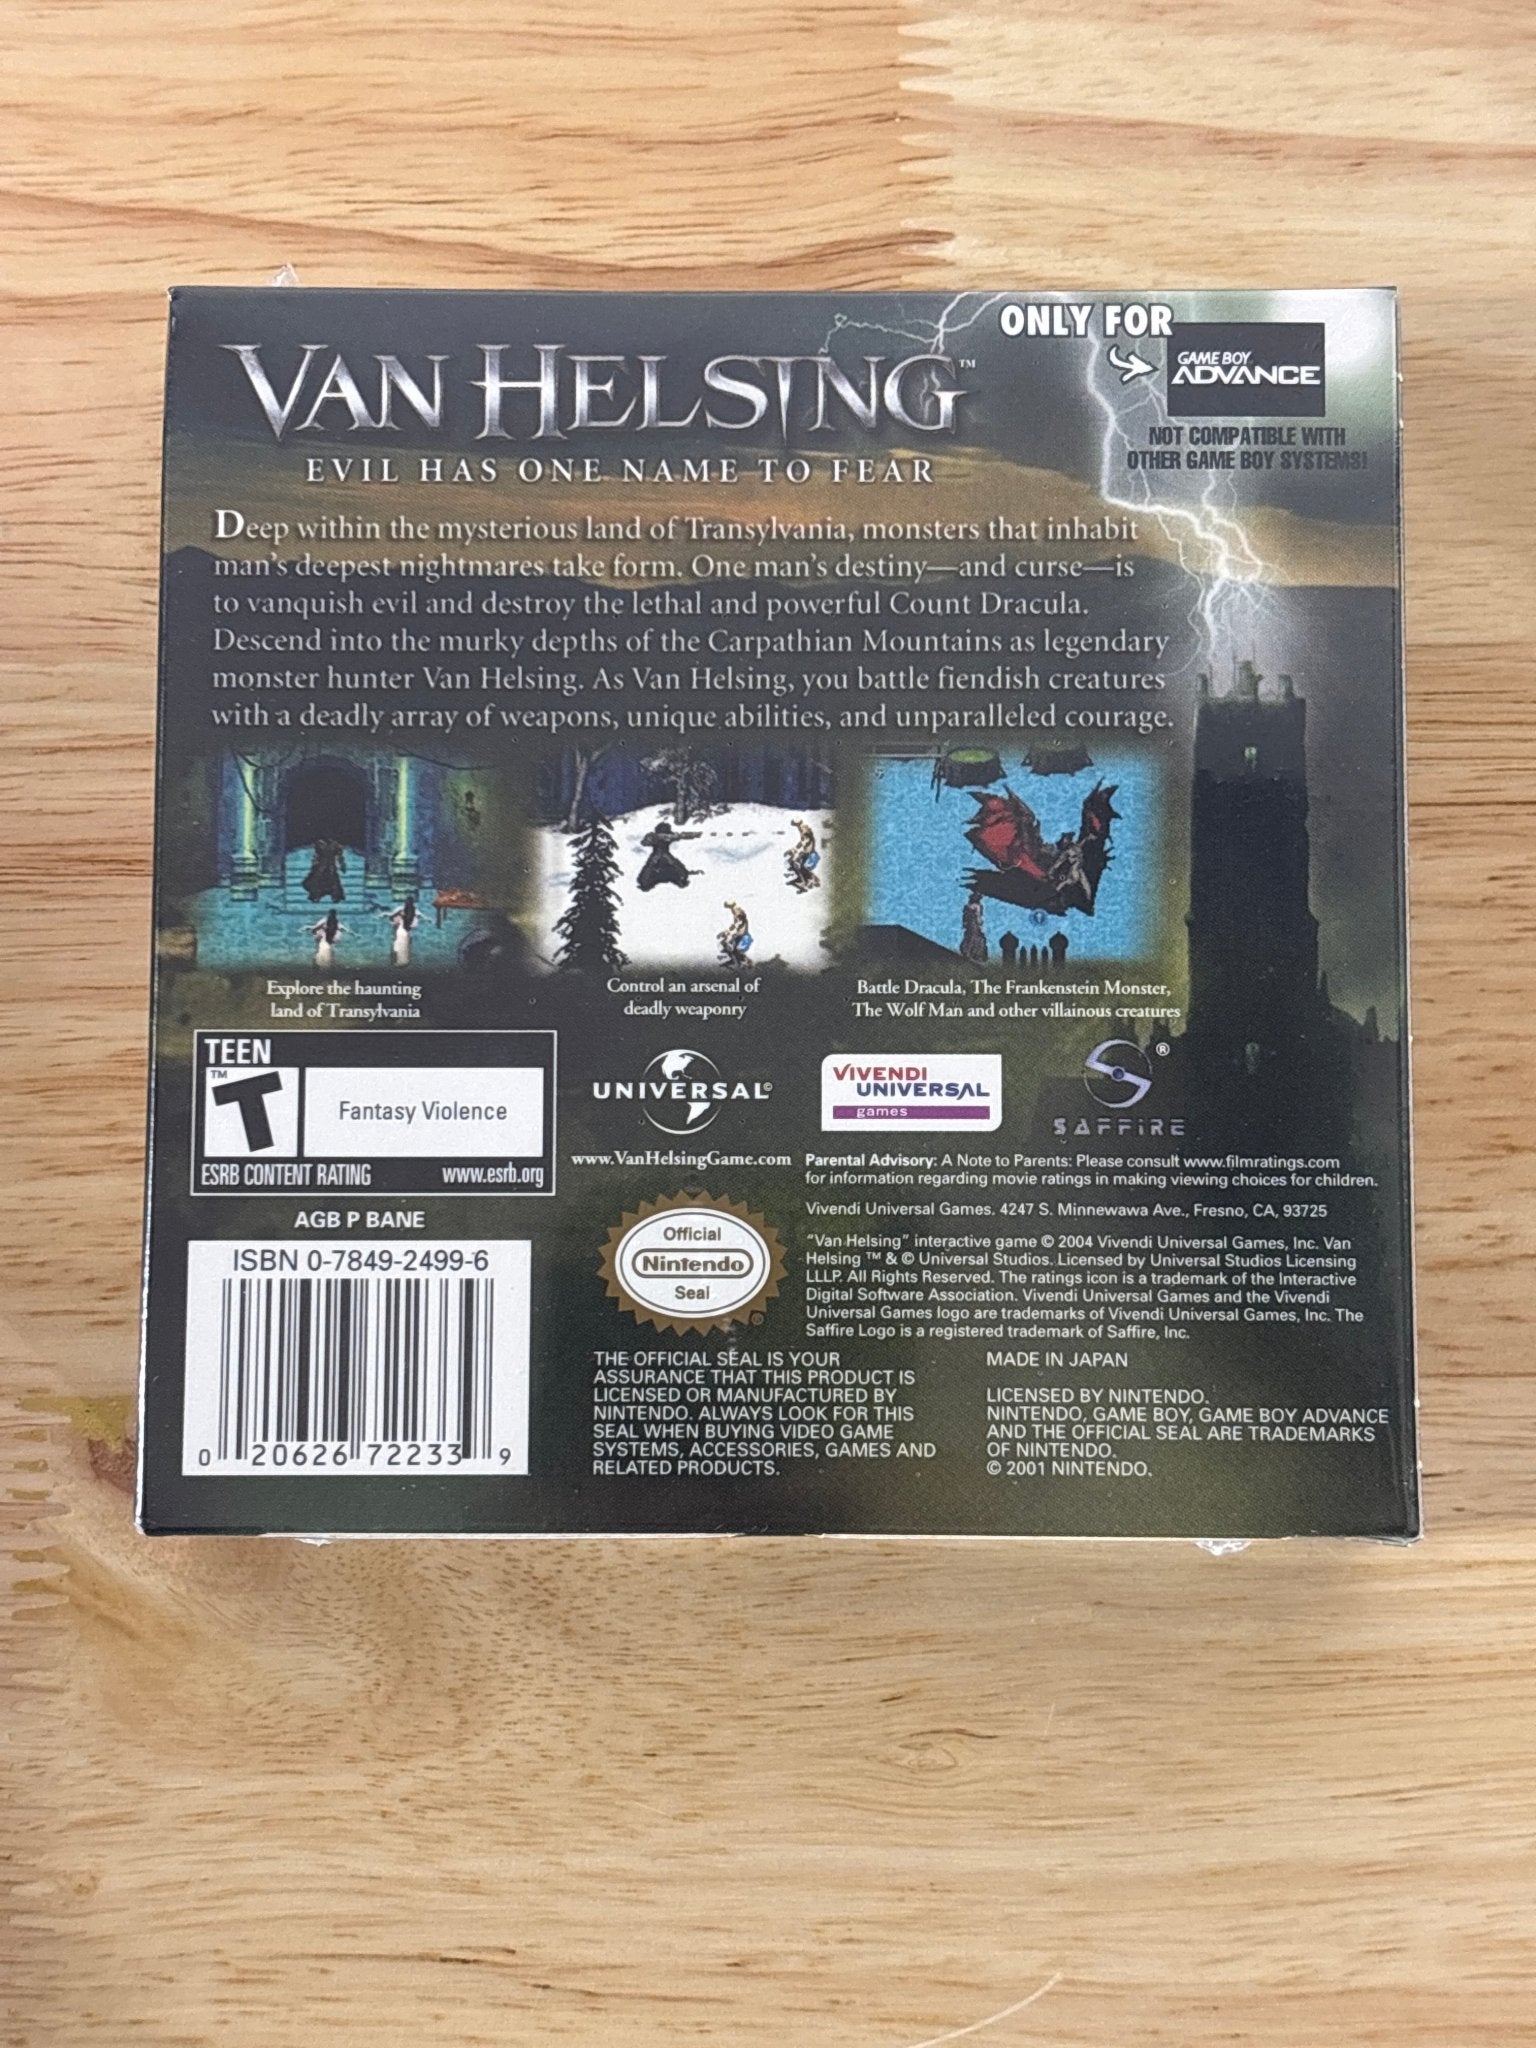 VAN HELSING™
EVIL HAS ONE NAME TO FEAR
ONLY FOR
GAME BOY
ADVANCE
NOT COMPATIBLE WITH
OTHER GAME BOY SYSTEMS!
Deep within the mysterious land of Transylvania, monsters that inhabit
man's deepest nightmares take form. One man's destiny—and curse—is
to vanquish evil and destroy the lethal and powerful Count Dracula.
Descend into the murky depths of the Carpathian Mountains as legendary
monster hunter Van Helsing. As Van Helsing, you battle fiendish creatures
with a deadly array of weapons, unique abilities, and unparalleled courage.
Explore the haunting
land of Transylvania
Control an arsenal of
deadly weaponry
Battle Dracula, The Frankenstein Monster,
The Wolf Man and other villainous creatures
TEEN
™
T
Fantasy Violence
ESRB CONTENT RATING www.esrb.org
UNIVERSAL©
www.VanHelsingGame.com
VIVENDI
UNIVERSAL
games
®
SAFFIRE
Parental Advisory: A Note to Parents: Please consult www.filmratings.com
for information regarding movie ratings in making viewing choices for children.
Vivendi Universal Games. 4247 S. Minnewawa Ave., Fresno, CA, 93725
"Van Helsing" interactive game © 2004 Vivendi Universal Games, Inc. Van
Helsing ™ & © Universal Studios. Licensed by Universal Studios Licensing
LLLP. All Rights Reserved. The ratings icon is a trademark of the Interactive
Digital Software Association. Vivendi Universal Games and the Vivendi
Universal Games logo are trademarks of Vivendi Universal Games, Inc. The
Saffire Logo is a registered trademark of Saffire, Inc.
AGB P BANE
ISBN 0-7849-2499-6
0 20626 72233 9
Official
Nintendo
Seal
®
THE OFFICIAL SEAL IS YOUR
ASSURANCE THAT THIS PRODUCT IS
LICENSED OR MANUFACTURED BY
NINTENDO. ALWAYS LOOK FOR THIS
SEAL WHEN BUYING VIDEO GAME
SYSTEMS, ACCESSORIES, GAMES AND
RELATED PRODUCTS.
MADE IN JAPAN
LICENSED BY NINTENDO.
NINTENDO, GAME BOY, GAME BOY ADVANCE
AND THE OFFICIAL SEAL ARE TRADEMARKS
OF NINTENDO.
© 2001 NINTENDO.